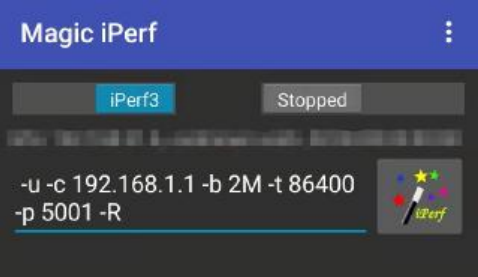 Magic iPerf
iPerf3 Stopped
-u -c 192.168.1.1 -b 2M -t 86400
-p 5001 -R
iPerf